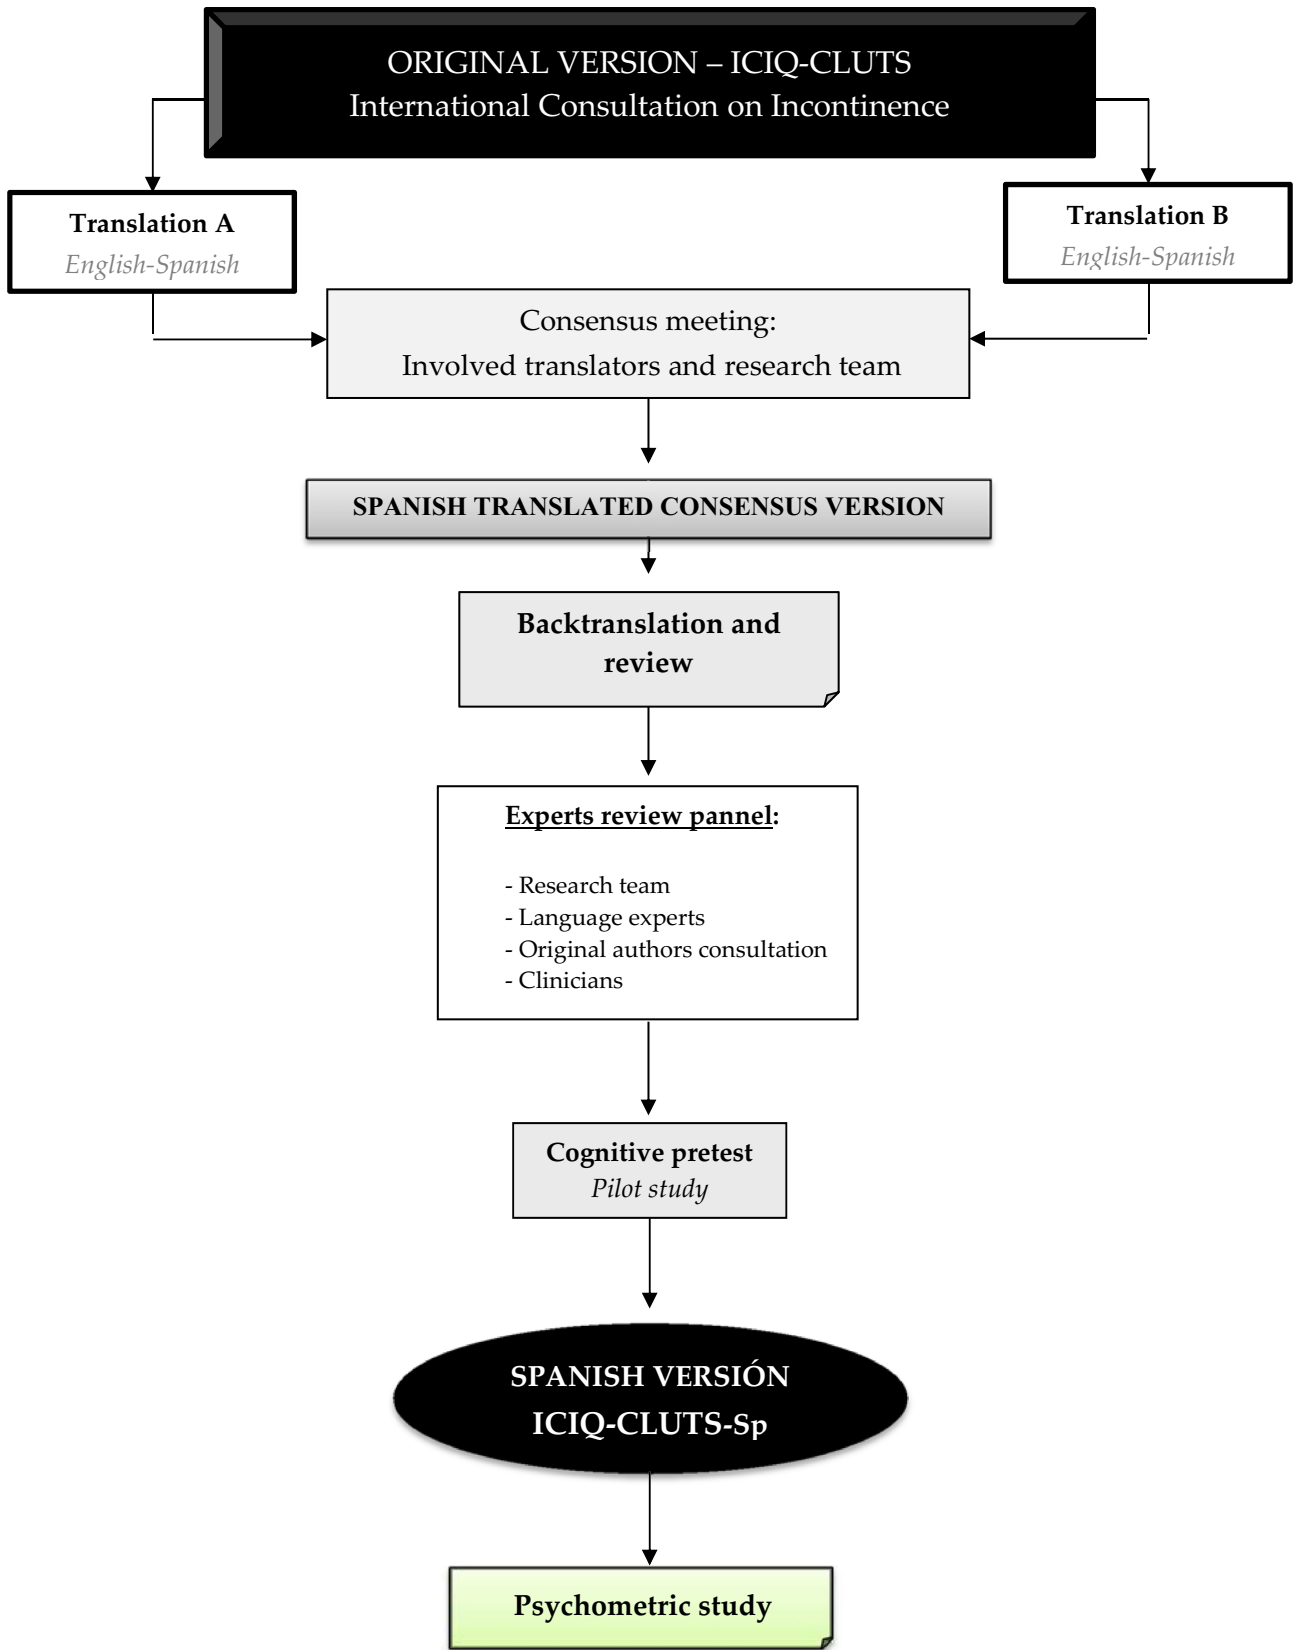 ORIGINAL VERSION – ICIQ-CLUTS
International Consultation on Incontinence
Translation A
English-Spanish
Translation B
English-Spanish
Consensus meeting:
Involved translators and research team
SPANISH TRANSLATED CONSENSUS VERSION
Backtranslation and
review
Experts review pannel:
- Research team
- Language experts
- Original authors consultation
- Clinicians
Cognitive pretest
Pilot study
SPANISH VERSIÓN
ICIQ-CLUTS-Sp
Psychometric study